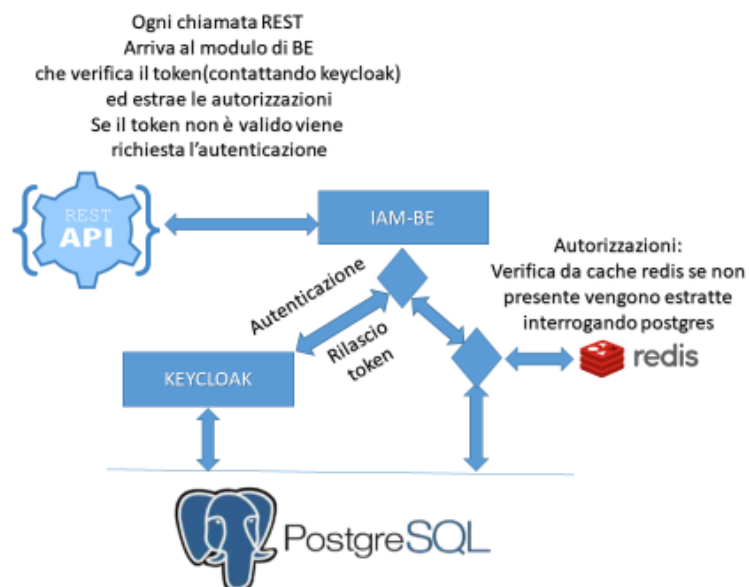 Ogni chiamata REST
Arriva al modulo di BE
che verifica il token(contattando keycloak)
ed estrae le autorizzazioni
Se il token non è valido viene
richiesta l'autenticazione
REST
API
IAM-BE
Autorizzazioni:
Verifica da cache redis se non
presente vengono estratte
interrogando postgres
Autenticazione
Rilascio
token
redis
KEYCLOAK
PostgreSQL